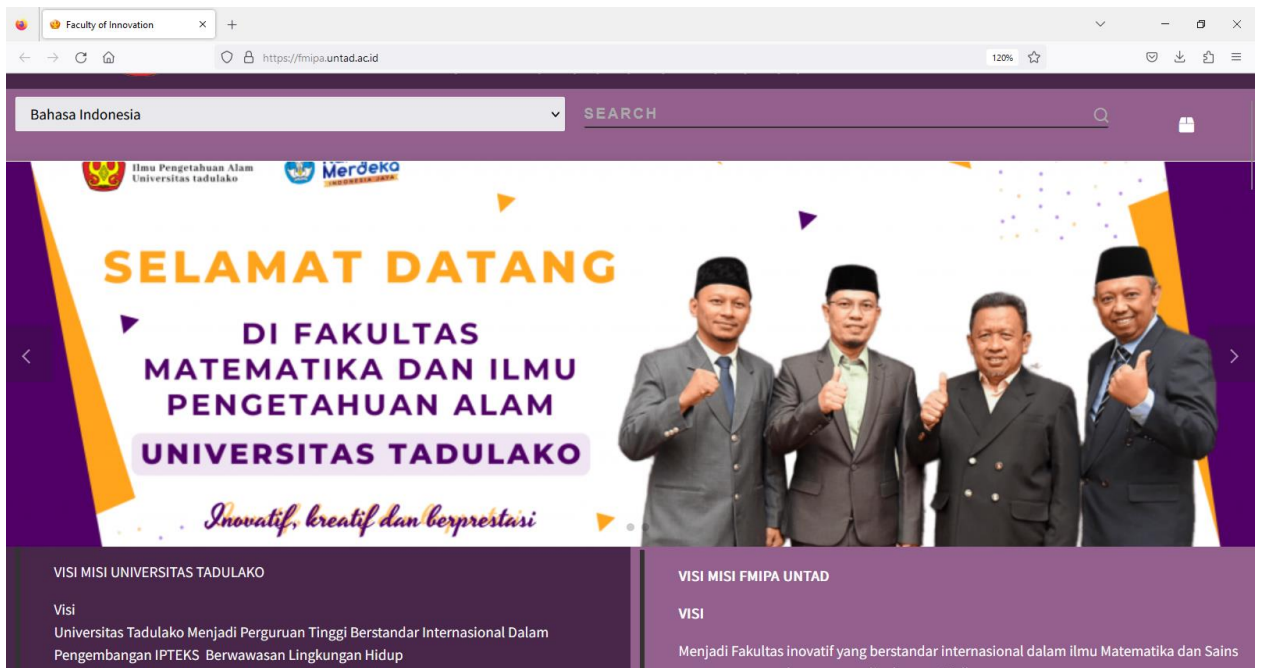 Faculty of Innovation
https://fmipa.untad.ac.id
120%
Bahasa Indonesia
SEARCH
Ilmu Pengetahuan Alam
Universitas tadulako
Merdeka
INDONESIA JAYA
SELAMAT DATANG
DI FAKULTAS
MATEMATIKA DAN ILMU
PENGETAHUAN ALAM
UNIVERSITAS TADULAKO
Inovatif, kreatif dan berprestasi
VISI MISI UNIVERSITAS TADULAKO
Visi
Universitas Tadulako Menjadi Perguruan Tinggi Berstandar Internasional Dalam
Pengembangan IPTEKS Berwawasan Lingkungan Hidup
VISI MISI FMIPA UNTAD
VISI
Menjadi Fakultas inovatif yang berstandar internasional dalam ilmu Matematika dan Sains